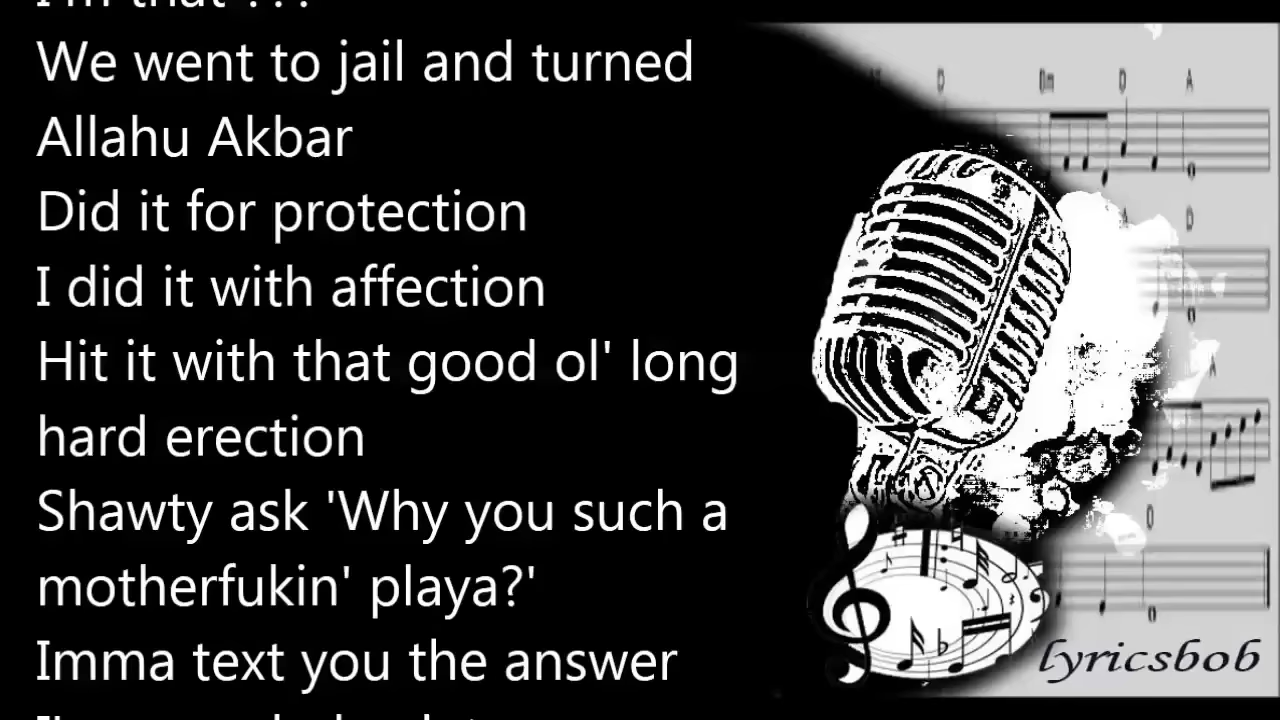 I'm that ???
We went to jail and turned
Allahu Akbar
Did it for protection
I did it with affection
Hit it with that good ol' long
hard erection
Shawty ask 'Why you such a
motherfukin' playa?'
Imma text you the answer
D
Bm
D
A
A
D
A
D
lyricsbob